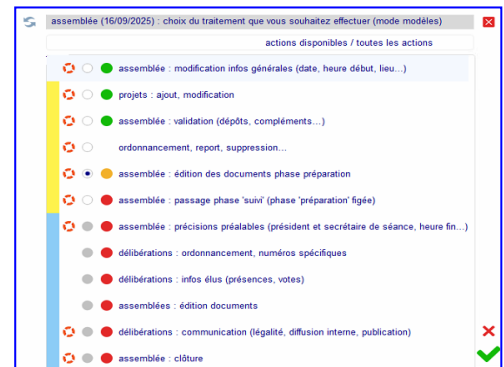 assemblée (16/09/2025) : choix du traitement que vous souhaitez effectuer (mode modèles)
actions disponibles / toutes les actions
assemblée : modification infos générales (date, heure début, lieu...)
projets : ajout, modification
assemblée : validation (dépôts, compléments...)
ordonnancement, report, suppression...
assemblée : édition des documents phase préparation
assemblée : passage phase 'suivi' (phase 'préparation' figée)
assemblée : précisions préalables (président et secrétaire de séance, heure fin...)
délibérations : ordonnancement, numéros spécifiques
délibérations : infos élus (présences, votes)
assemblées : édition documents
délibérations : communication (légalité, diffusion interne, publication)
assemblée : clôture